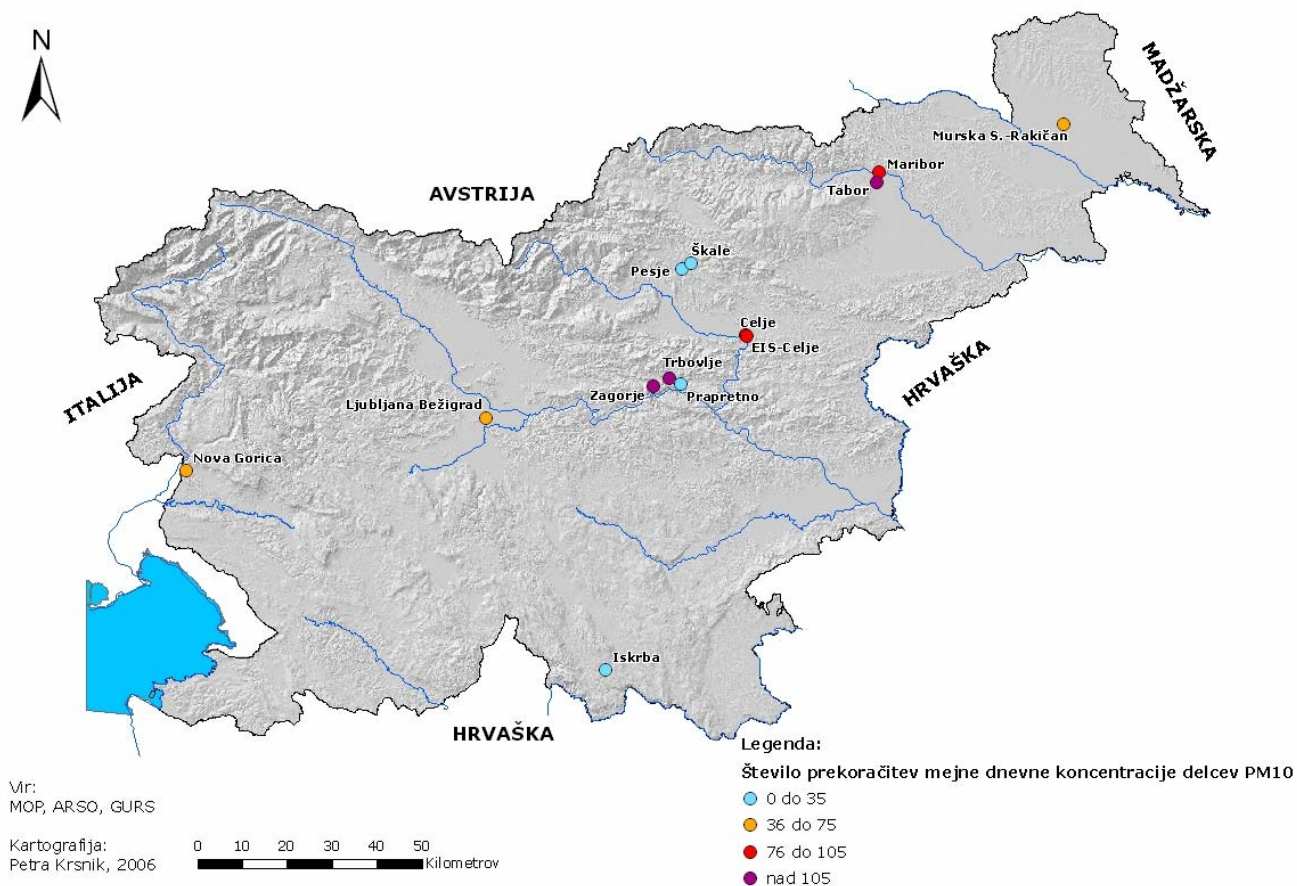 N
MADŽARSKA
Murska S.-Rakičan
Maribor
Tabor
AVSTRIJA
Škale
Pesje
Celje
EIS-Celje
Trbovlje
HRVAŠKA
ITALIJA
Zagorje
Prapretno
Ljubljana Bežigrad
Nova Gorica
Iskrba
HRVAŠKA
Legenda:
Število prekoračitev mejne dnevne koncentracije delcev PM10
0 do 35
36 do 75
76 do 105
nad 105
Vir:
MOP, ARSO, GURS
Kartografija:
Petra Krsnik, 2006
0 10 20 30 40 50
Kilometrov